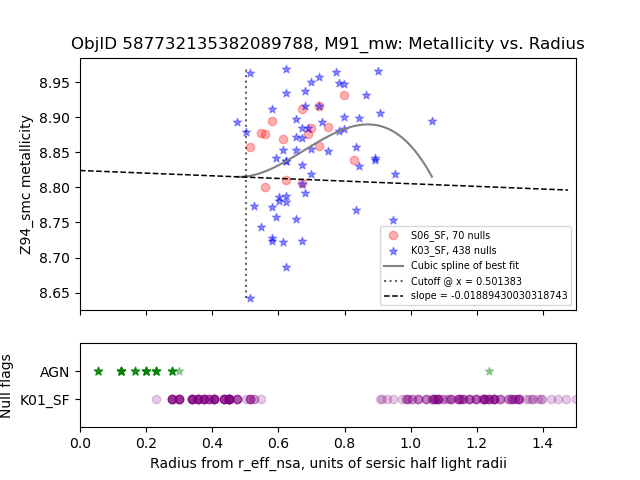 ObjID 587732135382089788, M91_mw: Metallicity vs. Radius
8.95
8.90
8.85
8.80
8.75
8.70
8.65
Z94_smc metallicity
S06_SF, 70 nulls
K03_SF, 438 nulls
Cubic spline of best fit
Cutoff @ x = 0.501383
slope = -0.01889430030318743
Null flags
AGN
K01_SF
0.0 0.2 0.4 0.6 0.8 1.0 1.2 1.4
Radius from r_eff_nsa, units of sersic half light radii